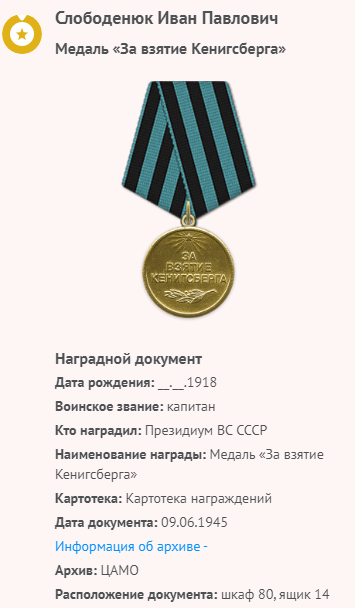 Слободенюк Иван Павлович
Медаль «За взятие Кенигсберга»
ЗА
ВЗЯТИЕ
КЕНИГСБЕРГА
Наградной документ
Дата рождения: __.__.1918
Воинское звание: капитан
Кто наградил: Президиум ВС СССР
Наименование награды: Медаль «За взятие
Кенигсберга»
Картотека: Картотека награждений
Дата документа: 09.06.1945
Информация об архиве -
Архив: ЦАМО
Расположение документа: шкаф 80, ящик 14